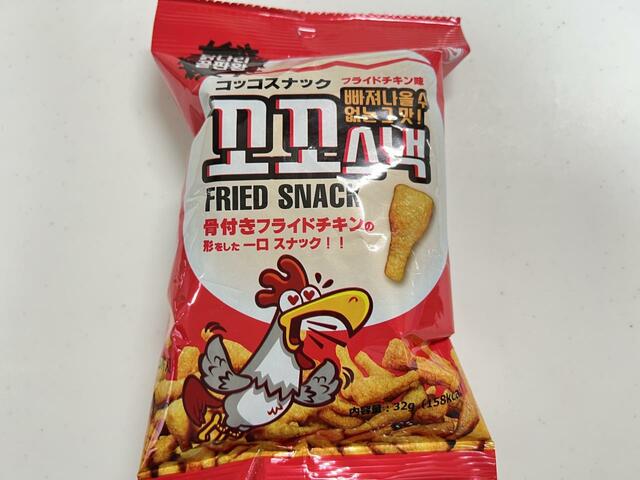 コッコスナック フライドチキン味
빠져나올 수
없는 그 맛!
꼬꼬스낵
FRIED SNACK
骨付きフライドチキンの
形をした 一口 スナック!!
内容量:32g (158kca